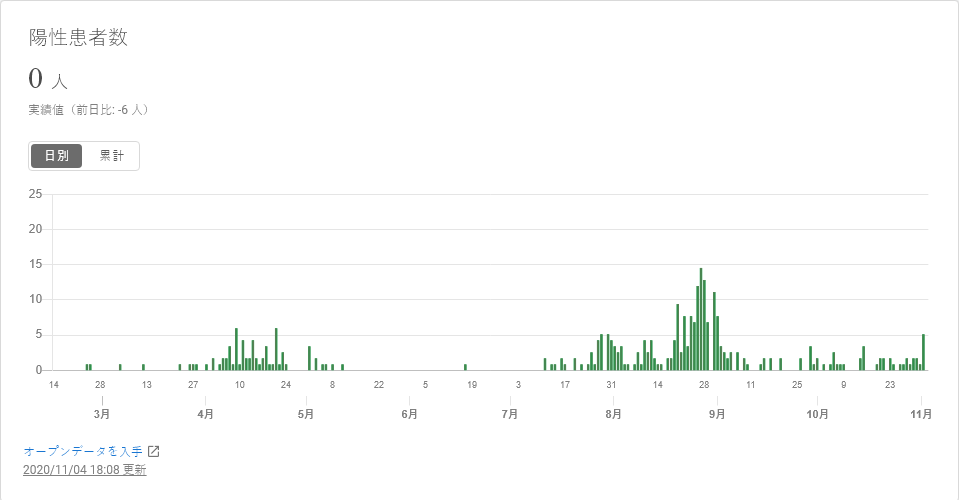 陽性患者数
0 人
実績値（前日比: -6 人）
日別 累計
25
20
15
10
5
0
14 28 13 27 10 24 8 22 5 19 3 17 31 14 28 11 25 9 23
3月 4月 5月 6月 7月 8月 9月 10月 11月
オープンデータを入手
2020/11/04 18:08 更新